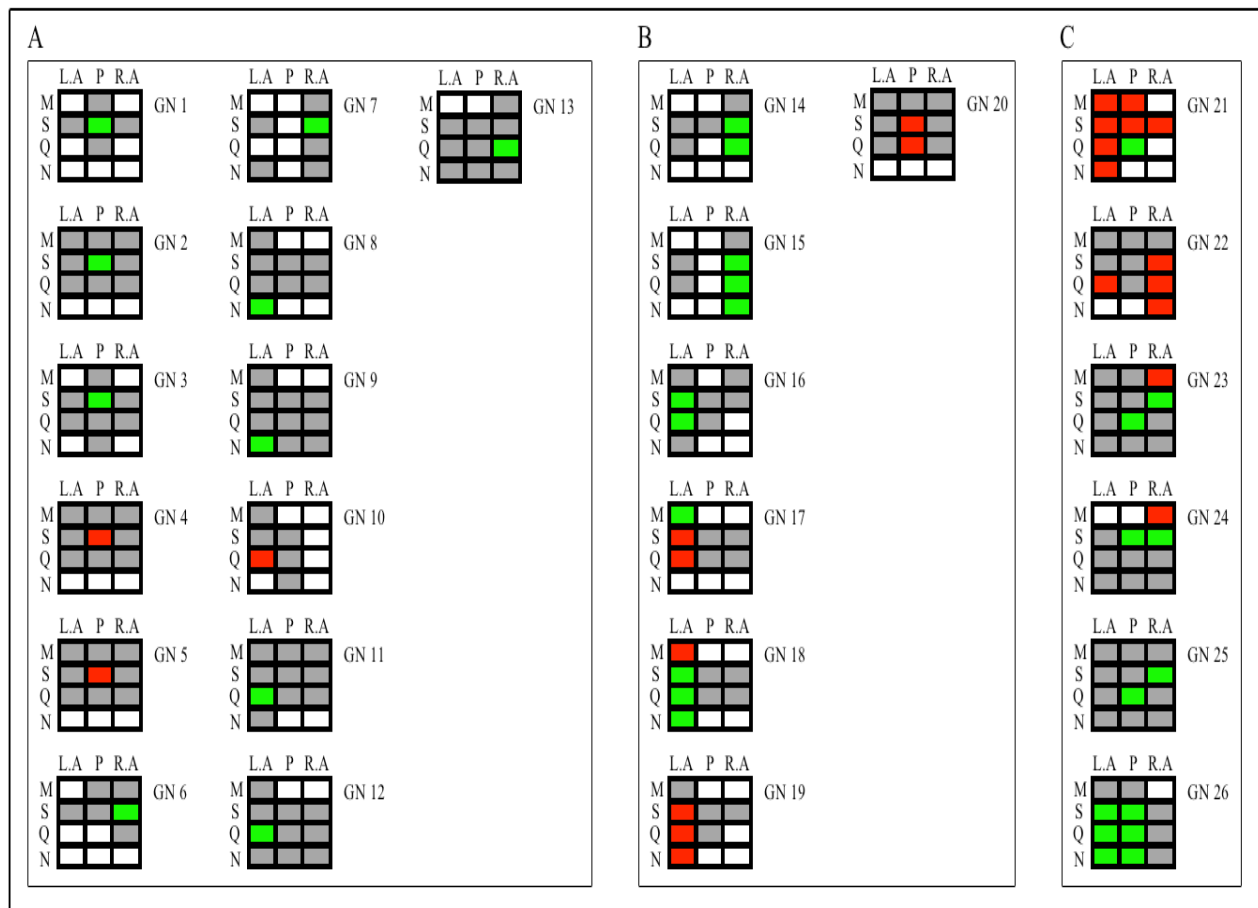 A
L.A P R.A
M
S
Q
N
GN 1
L.A P R.A
M
S
Q
N
GN 2
L.A P R.A
M
S
Q
N
GN 3
L.A P R.A
M
S
Q
N
GN 4
L.A P R.A
M
S
Q
N
GN 5
L.A P R.A
M
S
Q
N
GN 6
L.A P R.A
M
S
Q
N
GN 7
L.A P R.A
M
S
Q
N
GN 8
L.A P R.A
M
S
Q
N
GN 9
L.A P R.A
M
S
Q
N
GN 10
L.A P R.A
M
S
Q
N
GN 11
L.A P R.A
M
S
Q
N
GN 12
L.A P R.A
M
S
Q
N
GN 13
B
L.A P R.A
M
S
Q
N
GN 14
L.A P R.A
M
S
Q
N
GN 15
L.A P R.A
M
S
Q
N
GN 16
L.A P R.A
M
S
Q
N
GN 17
L.A P R.A
M
S
Q
N
GN 18
L.A P R.A
M
S
Q
N
GN 19
L.A P R.A
M
S
Q
N
GN 20
C
L.A P R.A
M
S
Q
N
GN 21
L.A P R.A
M
S
Q
N
GN 22
L.A P R.A
M
S
Q
N
GN 23
L.A P R.A
M
S
Q
N
GN 24
L.A P R.A
M
S
Q
N
GN 25
L.A P R.A
M
S
Q
N
GN 26